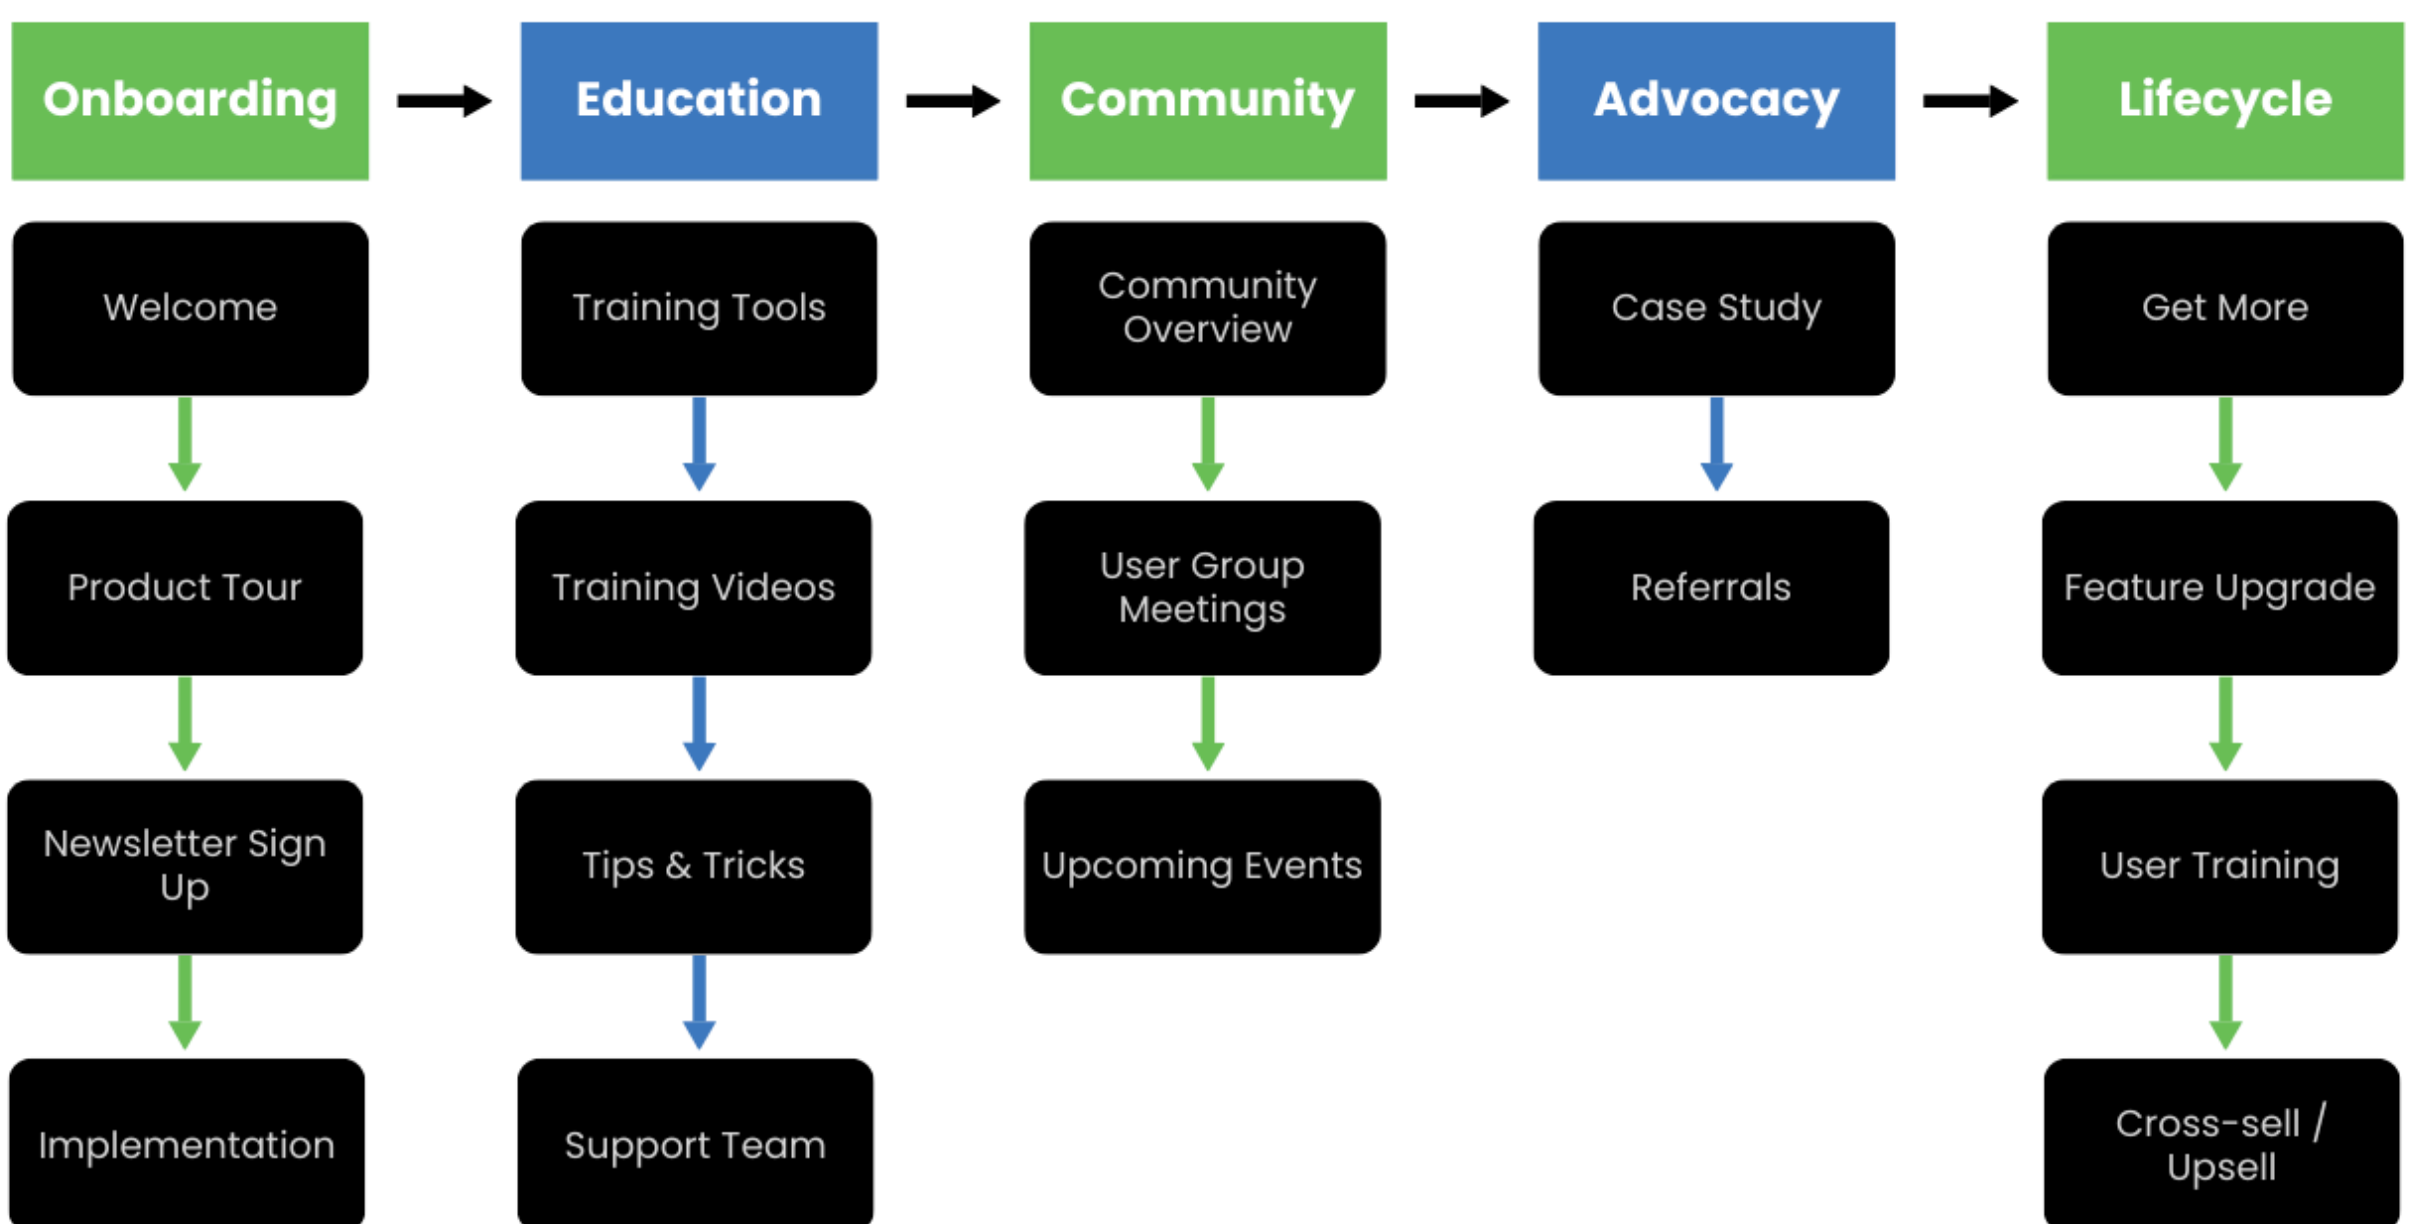 Onboarding
Education
Community
Advocacy
Lifecycle
Welcome
Training Tools
Community
Overview
Case Study
Get More
Product Tour
Training Videos
User Group
Meetings
Referrals
Feature Upgrade
Newsletter Sign
Up
Tips & Tricks
Upcoming Events
User Training
Implementation
Support Team
Cross-sell /
Upsell